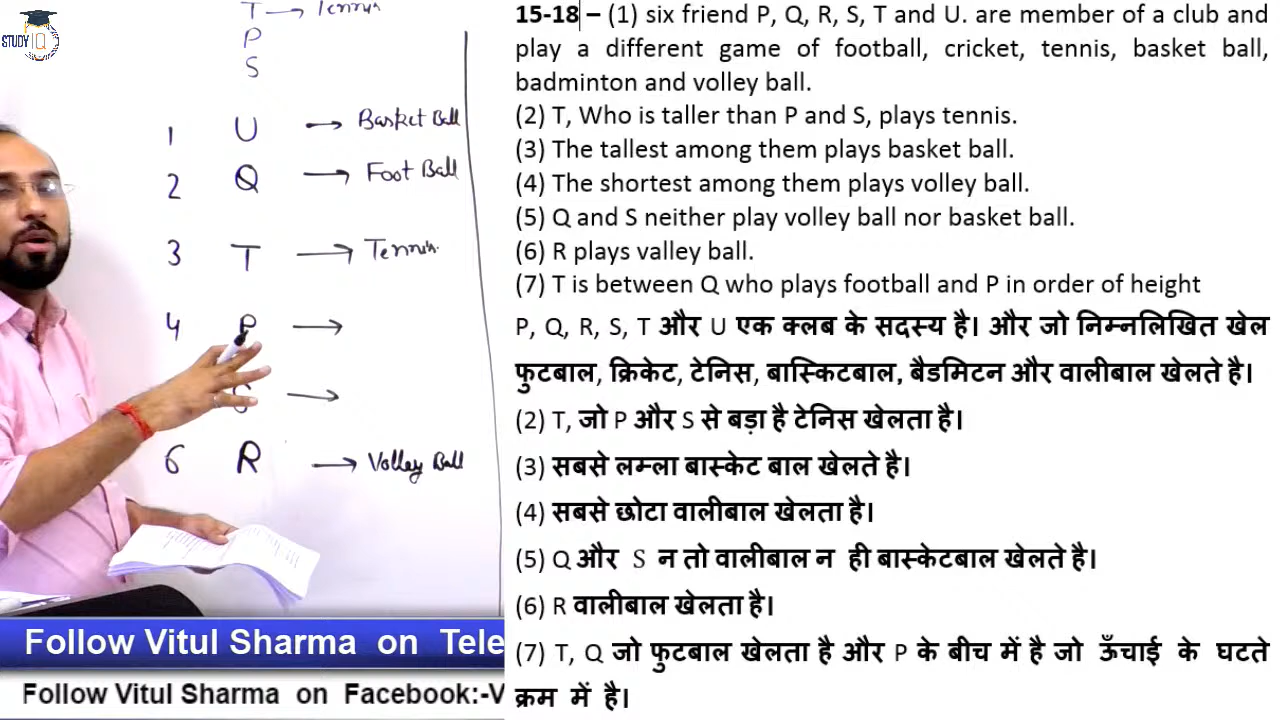 STUDY IQ
T → Tennis
P
S
1 U → Basket Ball
2 Q → Foot Ball
3 T → Tennis
4 P →
→
6 R → Volley Ball
15-18 – (1) six friend P, Q, R, S, T and U. are member of a club and
play a different game of football, cricket, tennis, basket ball,
badminton and volley ball.
(2) T, Who is taller than P and S, plays tennis.
(3) The tallest among them plays basket ball.
(4) The shortest among them plays volley ball.
(5) Q and S neither play volley ball nor basket ball.
(6) R plays valley ball.
(7) T is between Q who plays football and P in order of height
P, Q, R, S, T और U एक क्लब के सदस्य है। और जो निम्नलिखित खेल
फुटबाल, क्रिकेट, टेनिस, बास्किटबाल, बैडमिटन और वालीबाल खेलते है।
(2) T, जो P और S से बड़ा है टेनिस खेलता है।
(3) सबसे लम्ला बास्केट बाल खेलते है।
(4) सबसे छोटा वालीबाल खेलता है।
(5) Q और S न तो वालीबाल न ही बास्केटबाल खेलते है।
(6) R वालीबाल खेलता है।
(7) T, Q जो फुटबाल खेलता है और P के बीच में है जो ऊँचाई के घटते
क्रम में है।
Follow Vitul Sharma on Tele
Follow Vitul Sharma on Facebook:-V